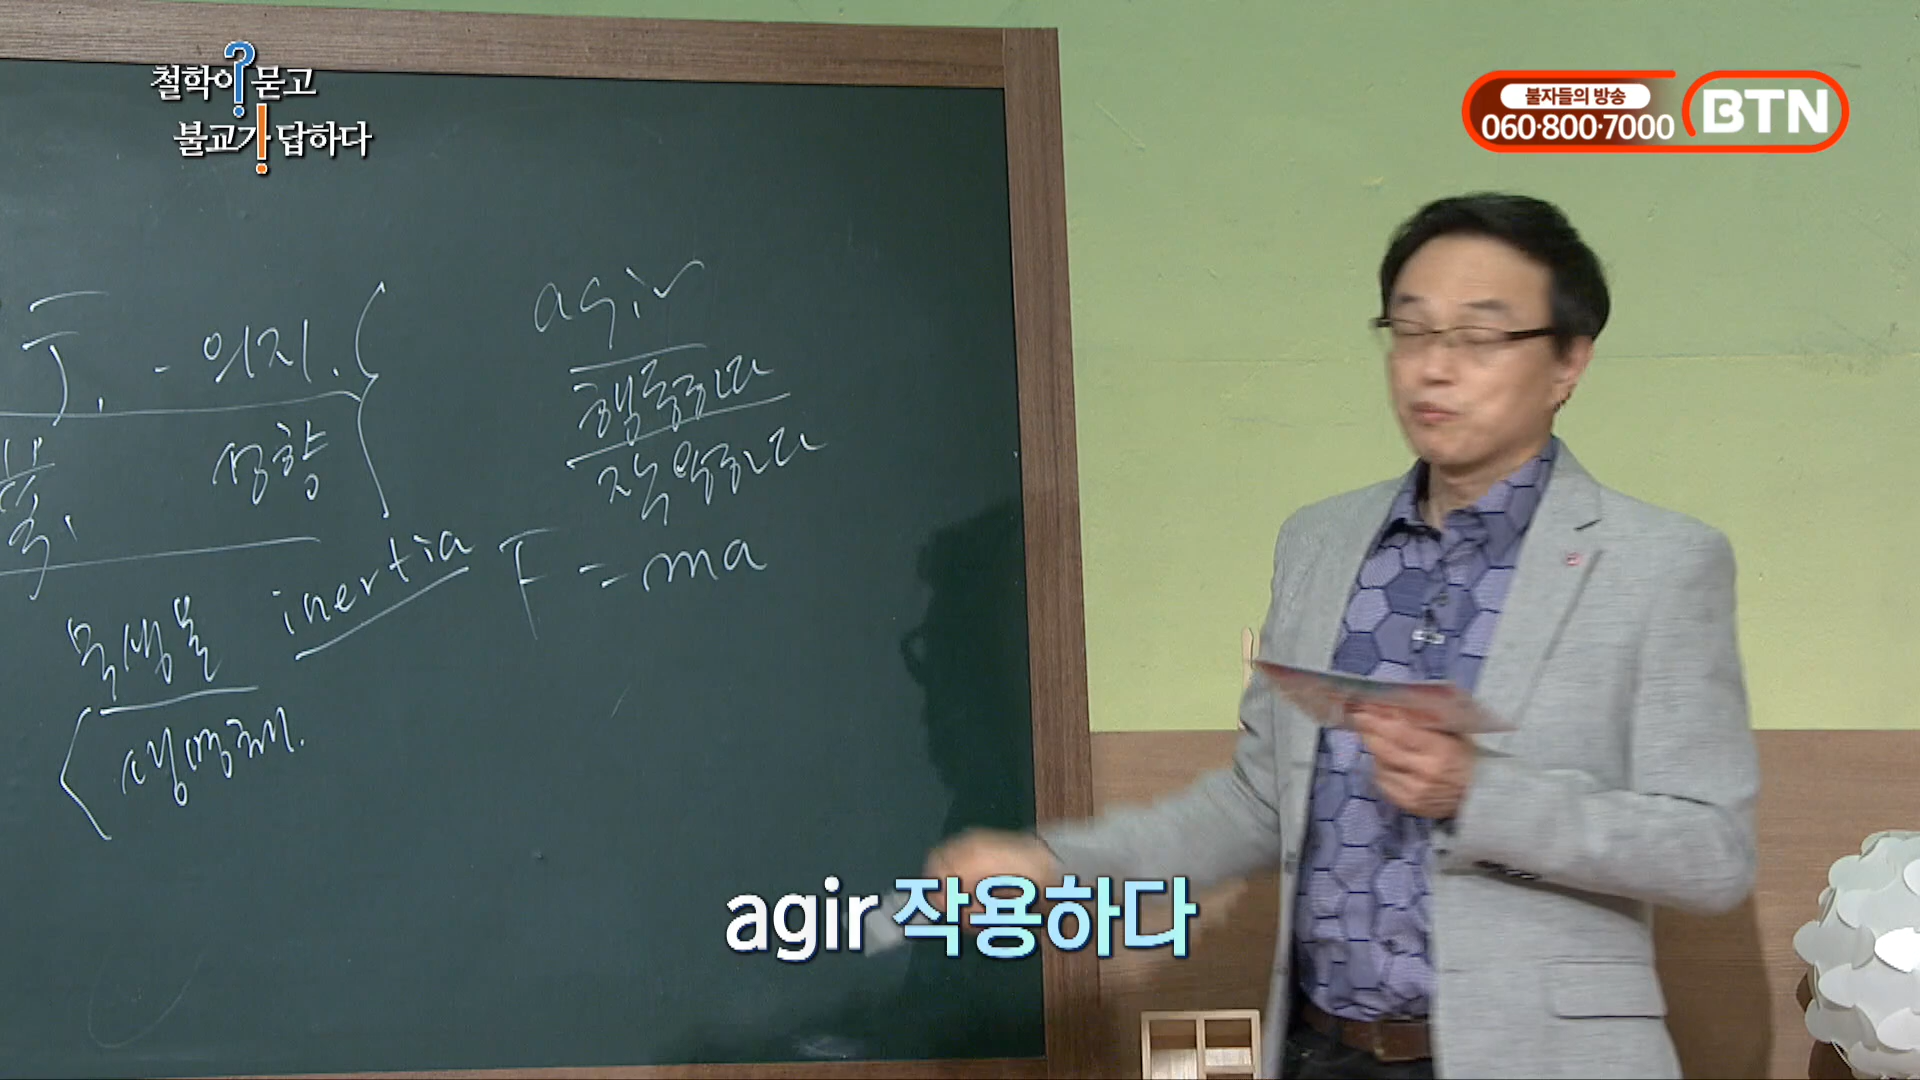 철학이 묻고
불교가 답하다
불자들의 방송
060·800·7000
BTN
의지.
성향
agir
행동하다
작용하다
inertia
F = ma
무생물
생명체.
agir 작용하다